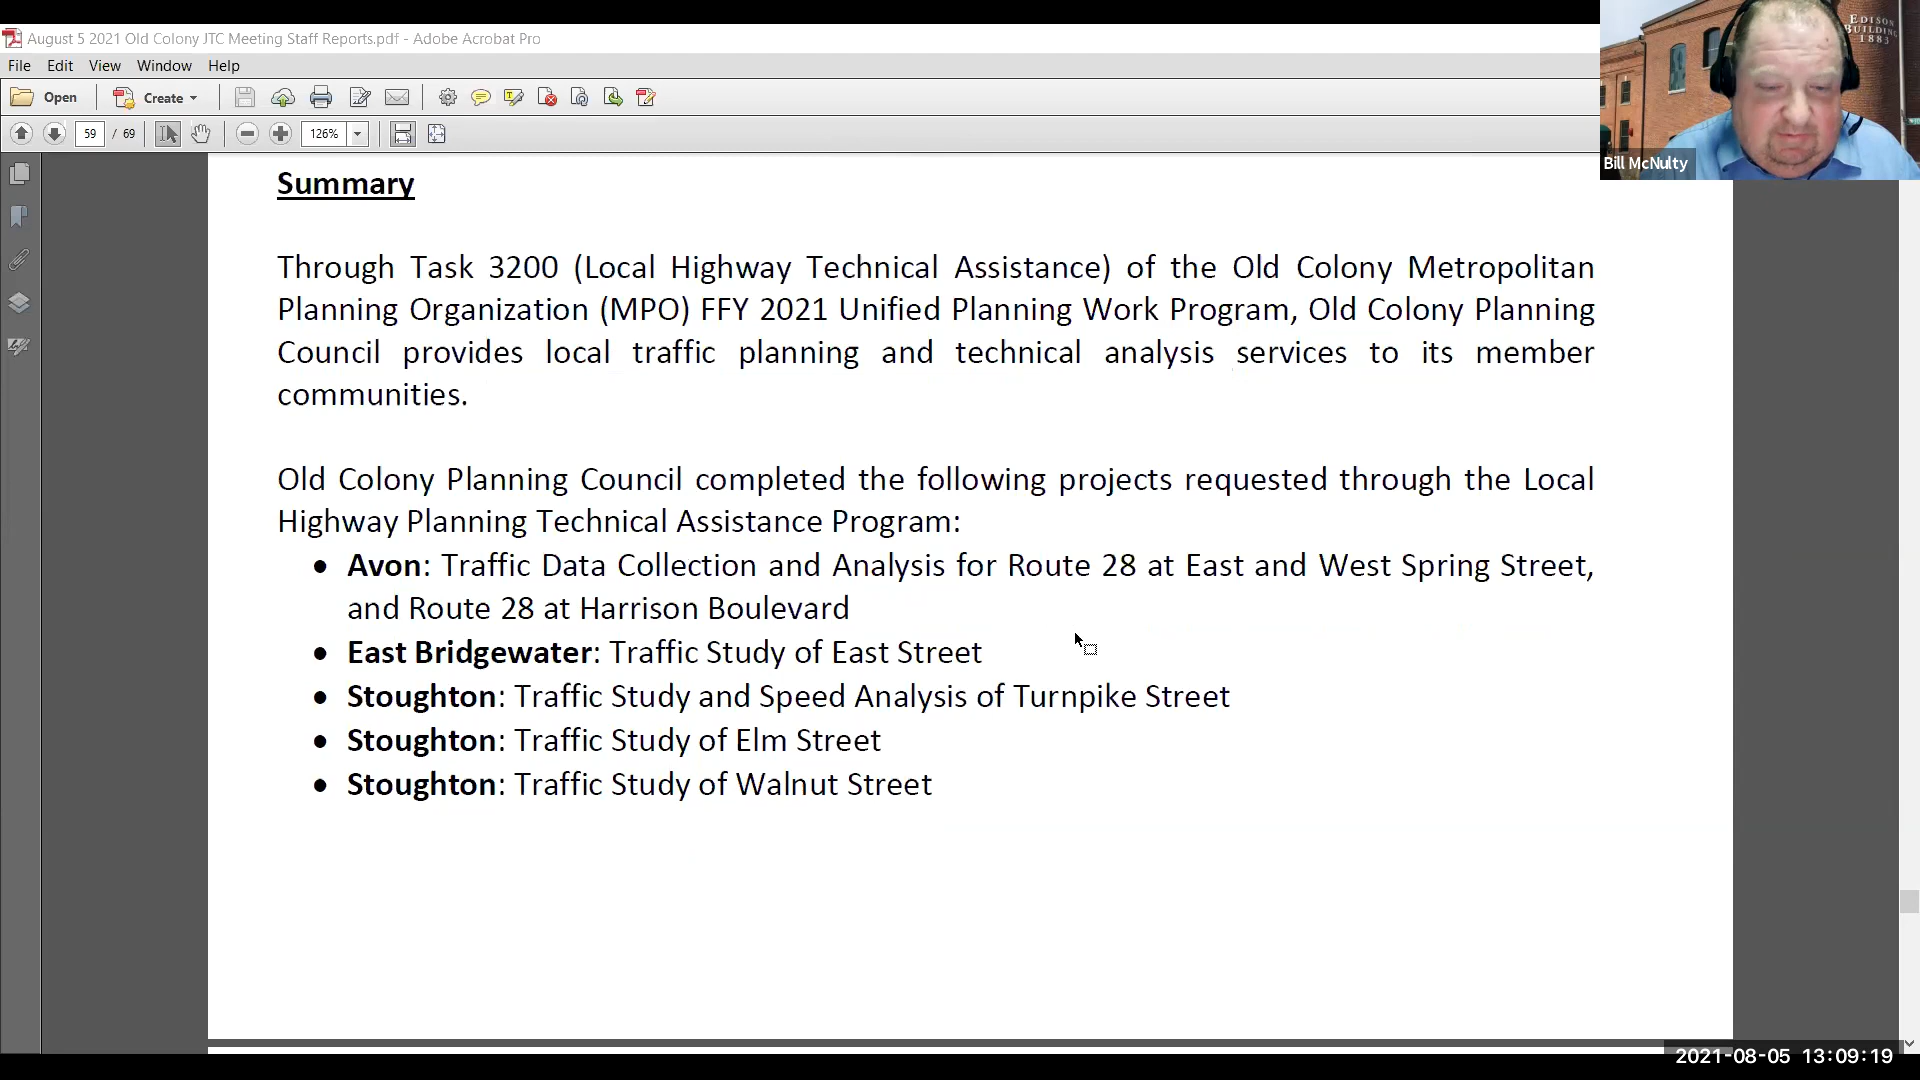 August 5 2021 Old Colony JTC Meeting Staff Reports.pdf - Adobe Acrobat Pro
File Edit View Window Help
Open Create
59 / 69 126%
EDISON
BUILDING
1883
Bill McNulty
Summary
Through Task 3200 (Local Highway Technical Assistance) of the Old Colony Metropolitan
Planning Organization (MPO) FFY 2021 Unified Planning Work Program, Old Colony Planning
Council provides local traffic planning and technical analysis services to its member
communities.
Old Colony Planning Council completed the following projects requested through the Local
Highway Planning Technical Assistance Program:
• Avon: Traffic Data Collection and Analysis for Route 28 at East and West Spring Street,
and Route 28 at Harrison Boulevard
• East Bridgewater: Traffic Study of East Street
• Stoughton: Traffic Study and Speed Analysis of Turnpike Street
• Stoughton: Traffic Study of Elm Street
• Stoughton: Traffic Study of Walnut Street
2021-08-05 13:09:19